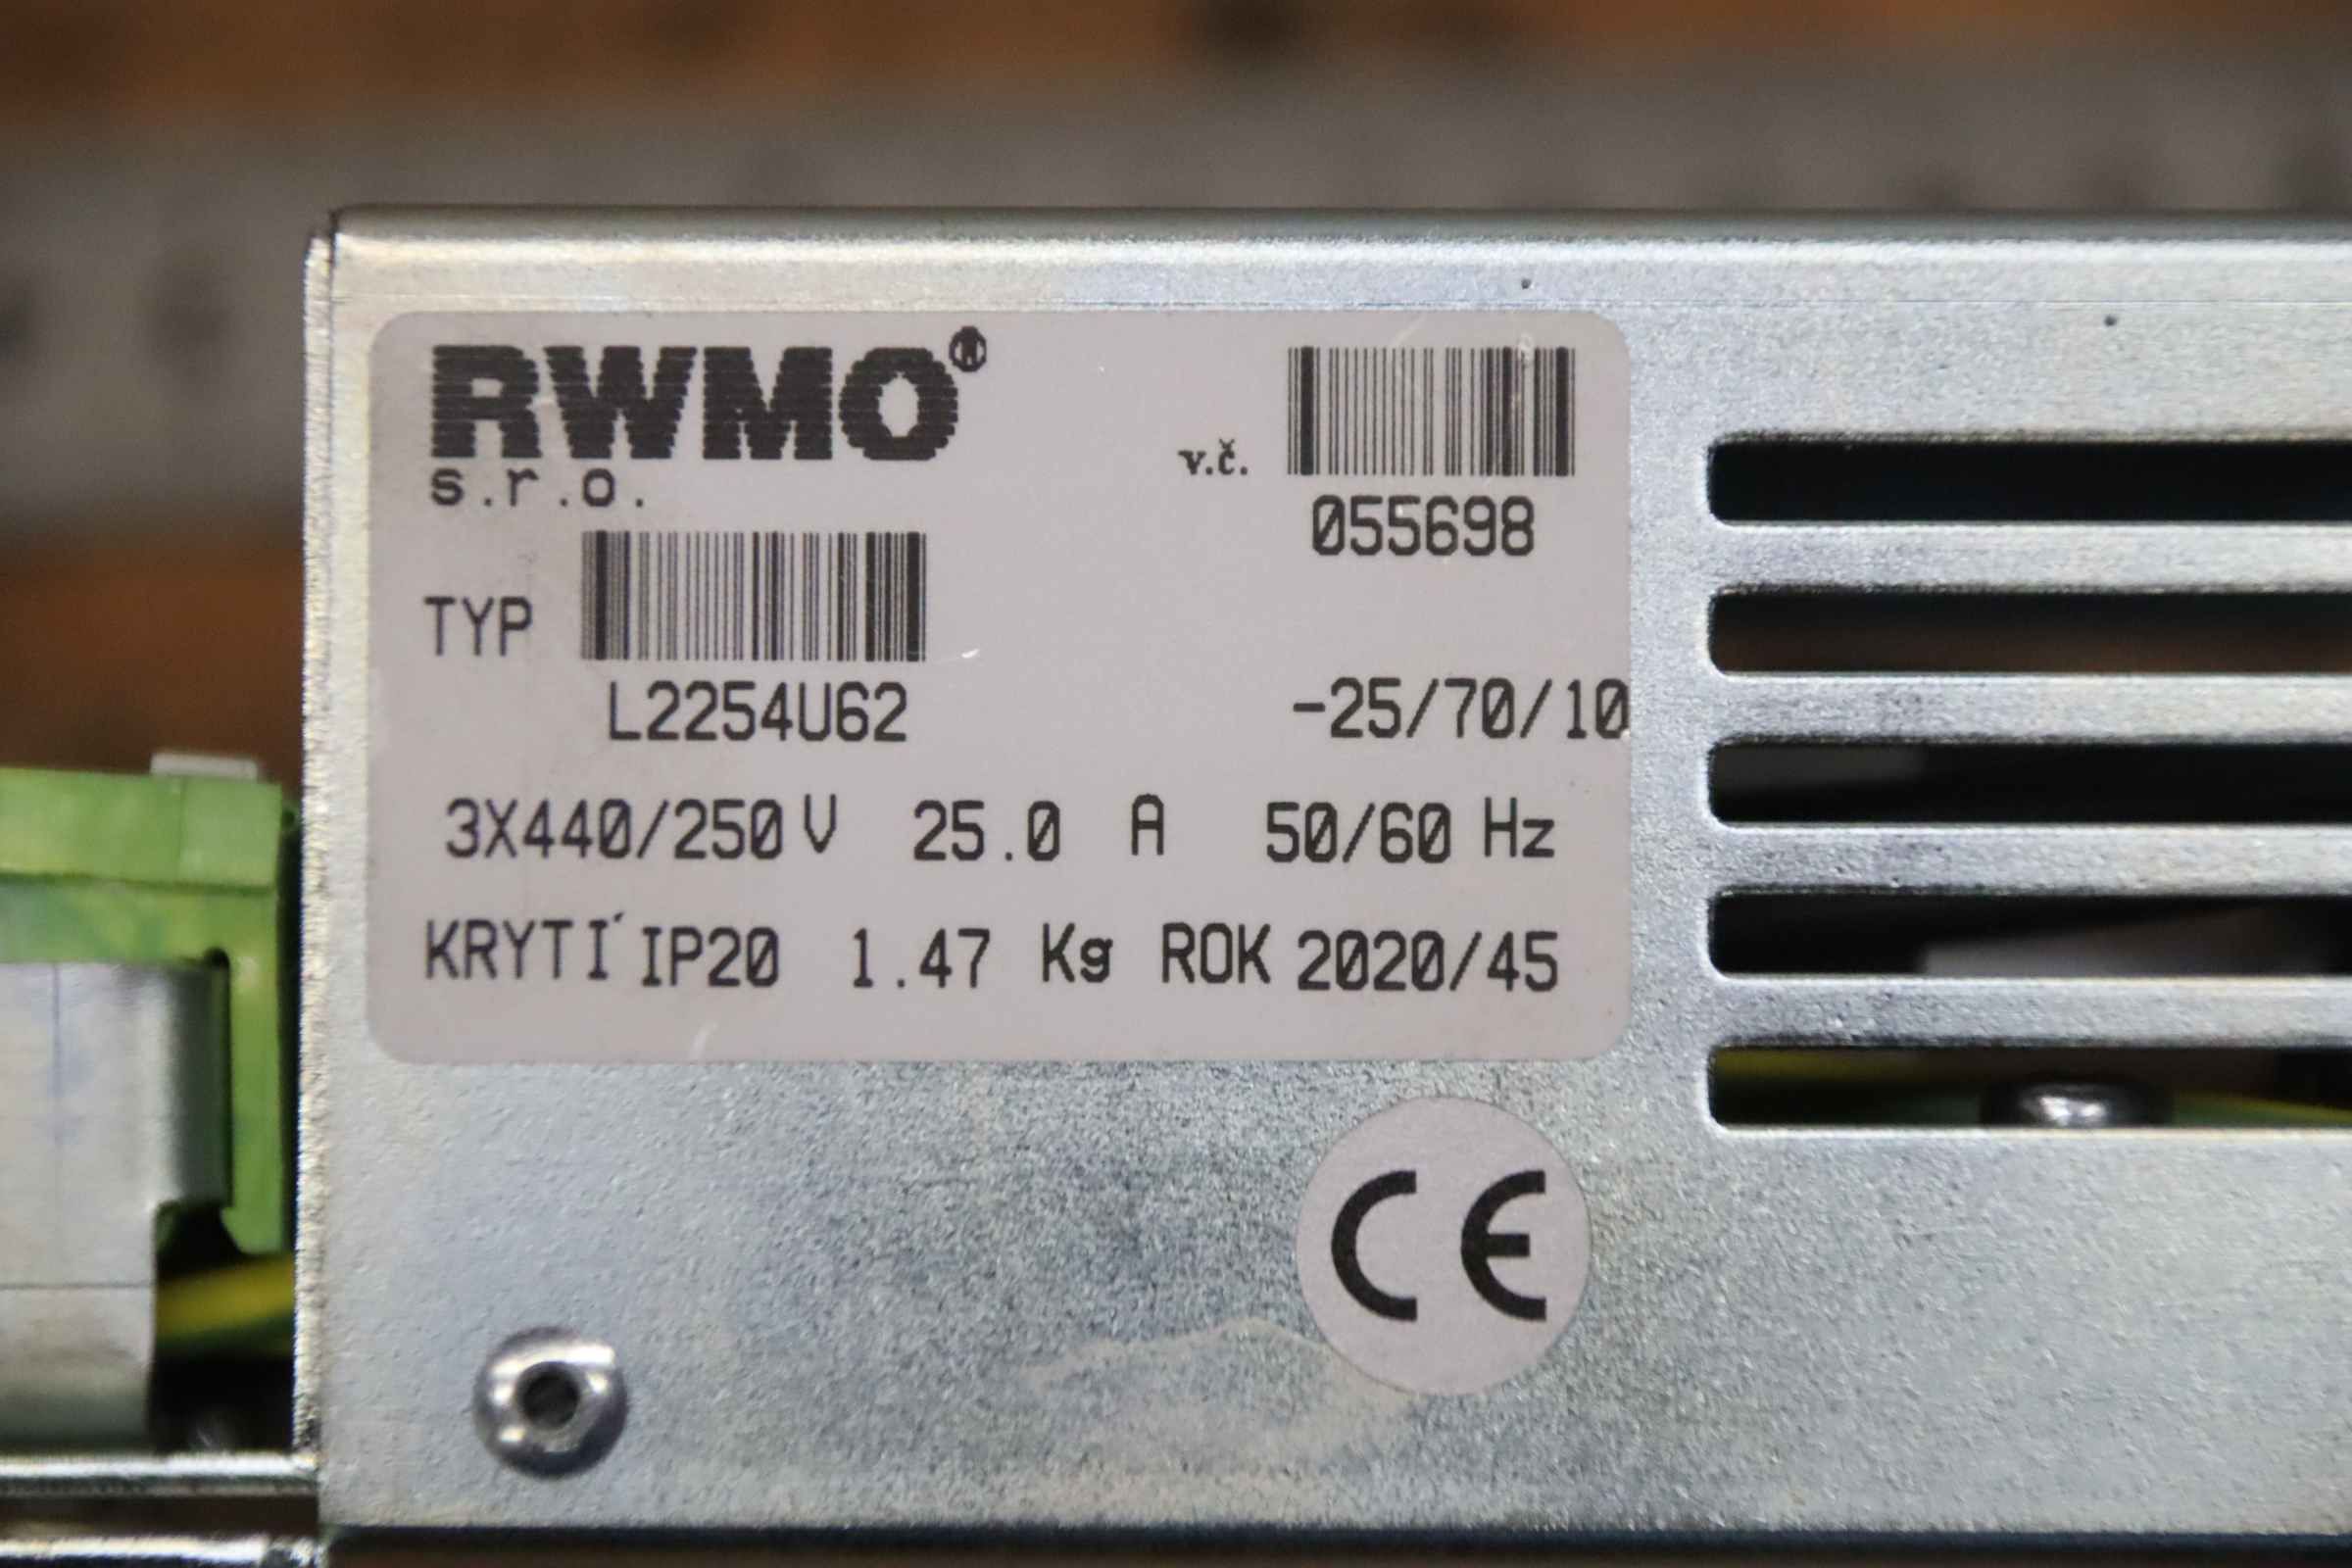 RWMO®
s.r.o.
v.č.
055698
TYP
L2254U62 -25/70/10
3X440/250 V 25.0 A 50/60 Hz
KRYTÍ IP20 1.47 Kg ROK 2020/45
CE